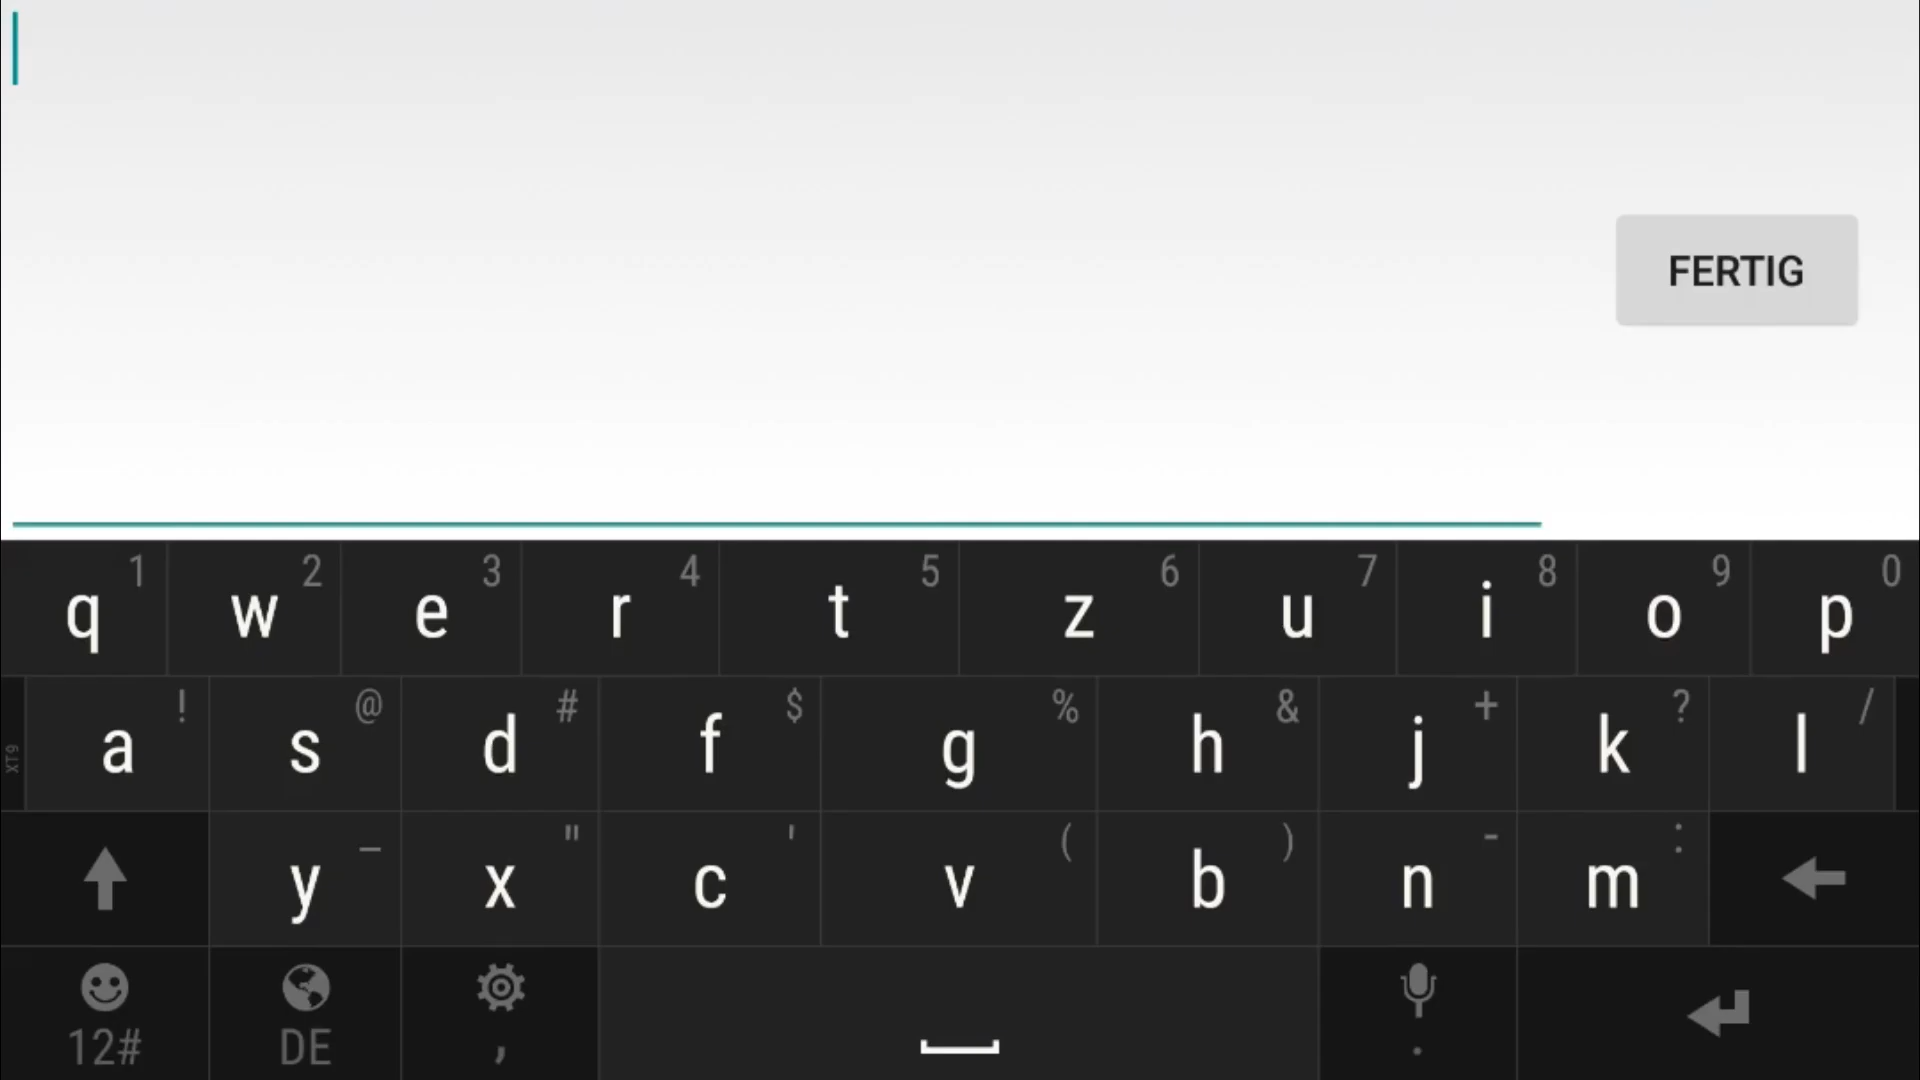 FERTIG
1 2 3 4 5 6 7 8 9 0
q w e r t z u i o p
! @ # $ % & + ? /
XT9 a s d f g h j k l
_ " ' ( ) - :
y x c v b n m
12# DE , .